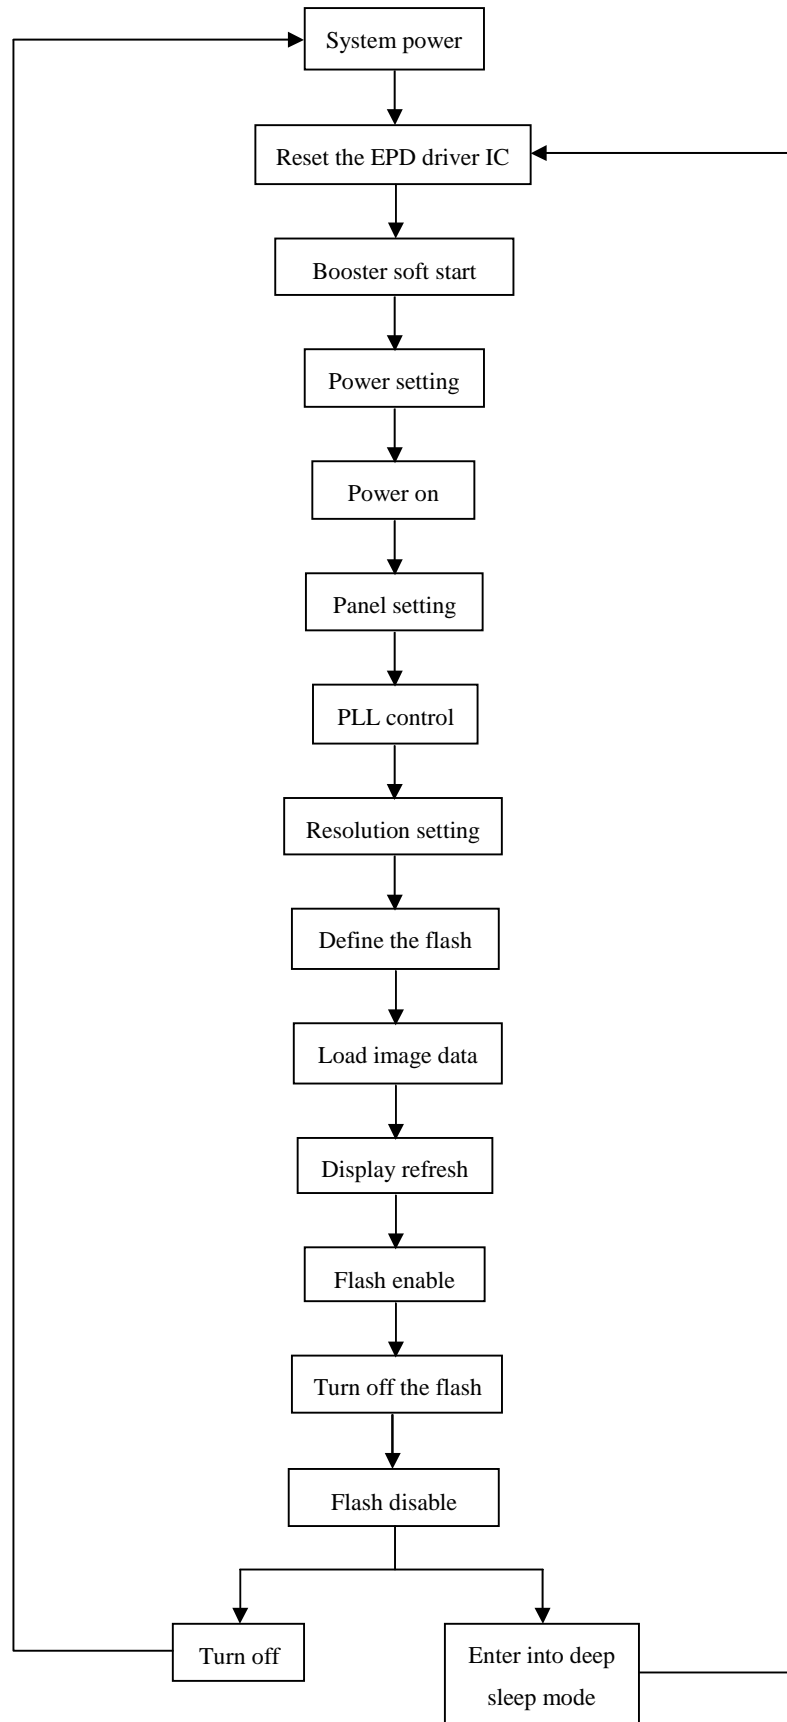 System power
Reset the EPD driver IC
Booster soft start
Power setting
Power on
Panel setting
PLL control
Resolution setting
Define the flash
Load image data
Display refresh
Flash enable
Turn off the flash
Flash disable
Turn off
Enter into deep
sleep mode